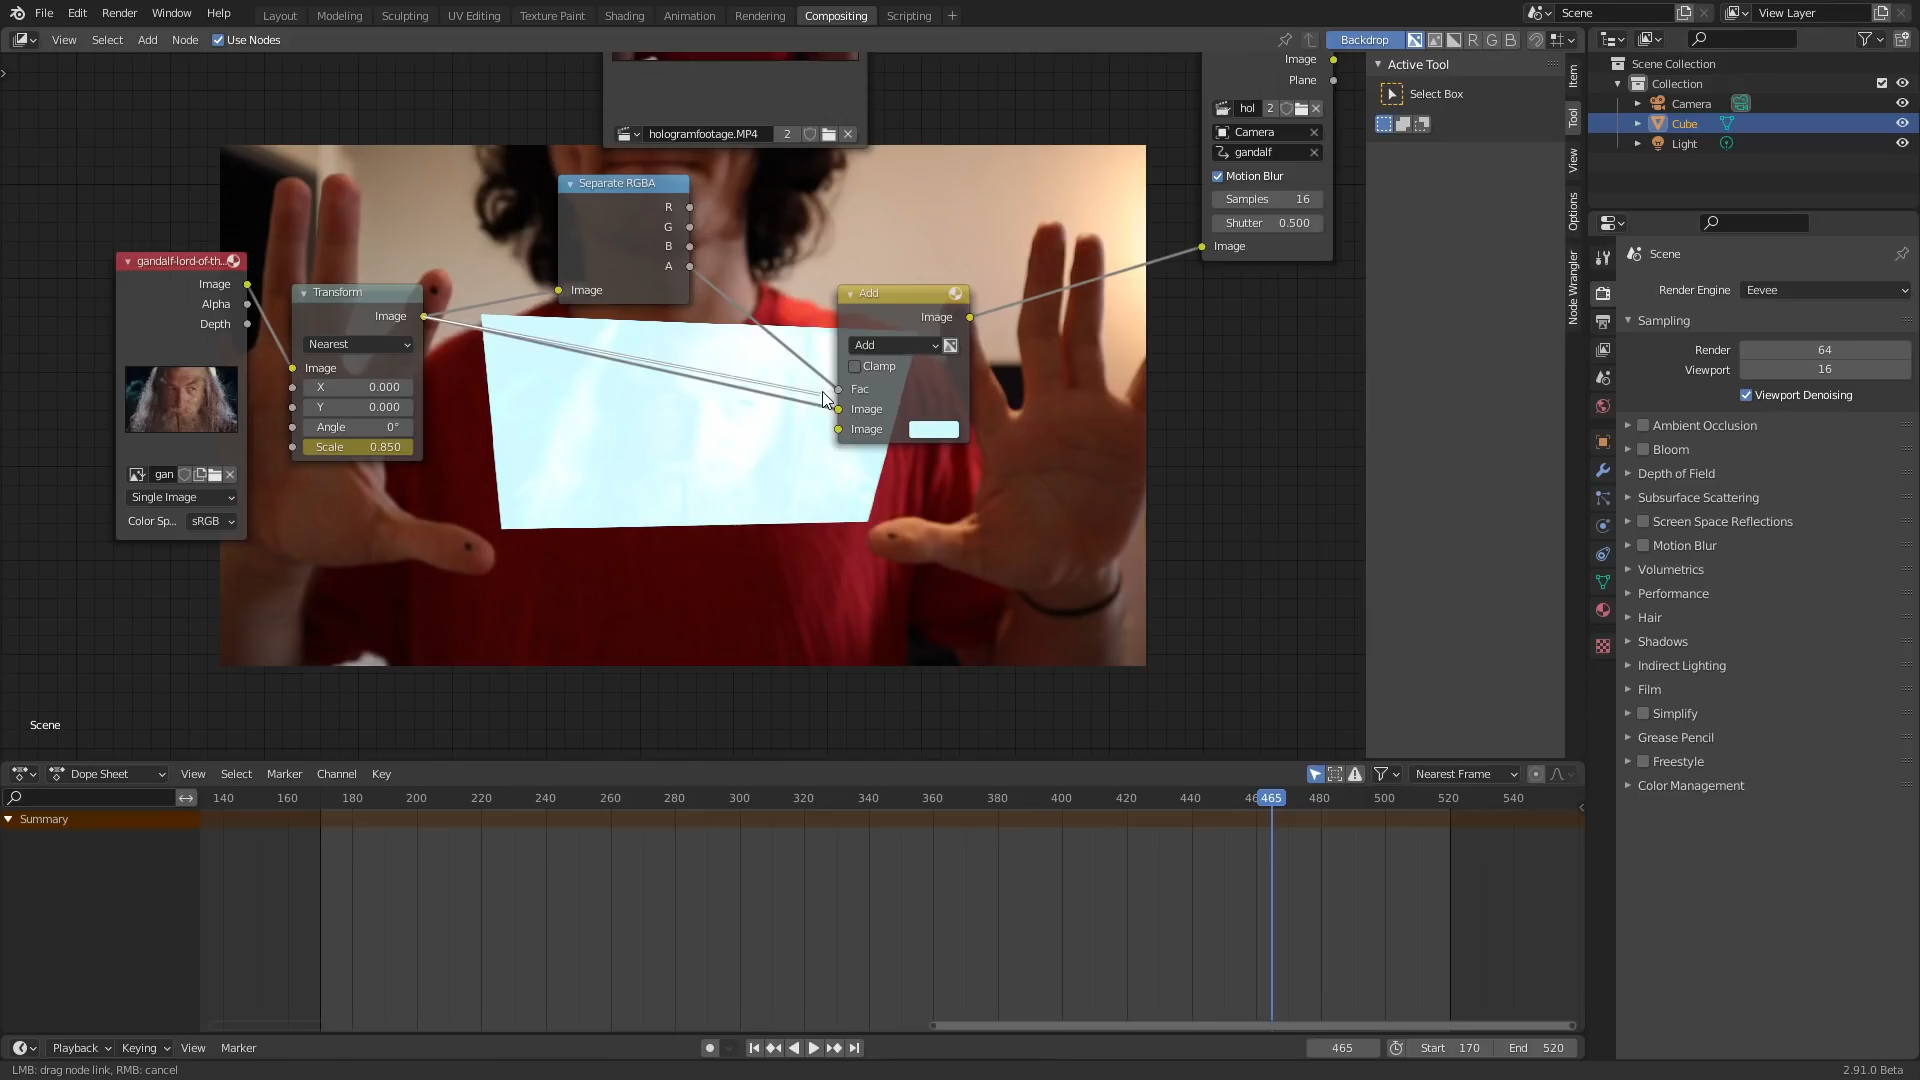 File Edit Render Window Help
Layout Modeling Sculpting UV Editing Texture Paint Shading Animation Rendering Compositing Scripting
Scene
View Layer
View Select Add Node Use Nodes
Backdrop
R G B
Image
Plane
hol 2
Camera
gandalf
Motion Blur
Samples 16
Shutter 0.500
Image
hologramfootage.MP4 2
Separate RGBA
R
G
B
A
Image
gandalf-lord-of-th...
Image
Alpha
Depth
gan
Single Image
Color Sp... sRGB
Transform
Image
Nearest
Image
X 0.000
Y 0.000
Angle 0°
Scale 0.850
Add
Image
Add
Clamp
Fac
Image
Image
Scene
Active Tool
Select Box
Item
Tool
View
Options
Node Wrangler
Scene Collection
Collection
Camera
Cube
Light
Scene
Render Engine Eevee
Sampling
Render 64
Viewport 16
Viewport Denoising
Ambient Occlusion
Bloom
Depth of Field
Subsurface Scattering
Screen Space Reflections
Motion Blur
Volumetrics
Performance
Hair
Shadows
Indirect Lighting
Film
Simplify
Grease Pencil
Freestyle
Color Management
Dope Sheet View Select Marker Channel Key
Nearest Frame
140 160 180 200 220 240 260 280 300 320 340 360 380 400 420 440 465 480 500 520 540
Summary
Playback Keying View Marker
465 Start 170 End 520
LMB: drag node link, RMB: cancel
2.91.0 Beta